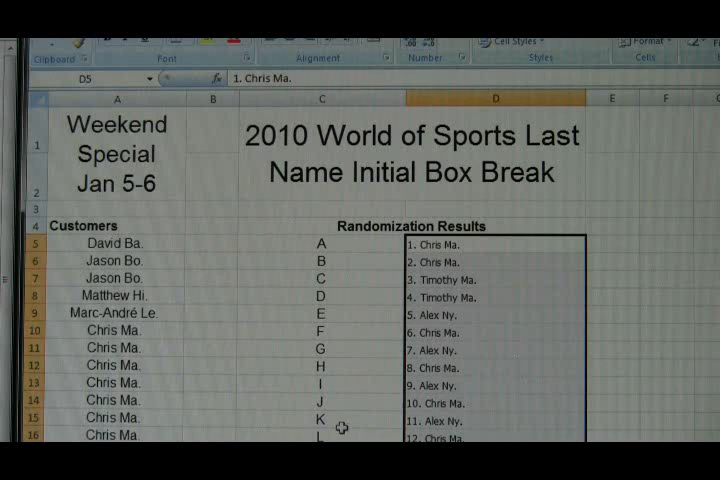 Cell Styles
Format
Clipboard
Font
Alignment
Number
Styles
Cells
D5
fx
1. Chris Ma.
A B C D E F
1
Weekend
Special
Jan 5-6
2010 World of Sports Last
Name Initial Box Break
2
3
4 Customers Randomization Results
5 David Ba. A 1. Chris Ma.
6 Jason Bo. B 2. Chris Ma.
7 Jason Bo. C 3. Timothy Ma.
8 Matthew Hi. D 4. Timothy Ma.
9 Marc-André Le. E 5. Alex Ny.
10 Chris Ma. F 6. Chris Ma.
11 Chris Ma. G 7. Alex Ny.
12 Chris Ma. H 8. Chris Ma.
13 Chris Ma. I 9. Alex Ny.
14 Chris Ma. J 10. Chris Ma.
15 Chris Ma. K 11. Alex Ny.
16 Chris Ma. L 12. Chris Ma.